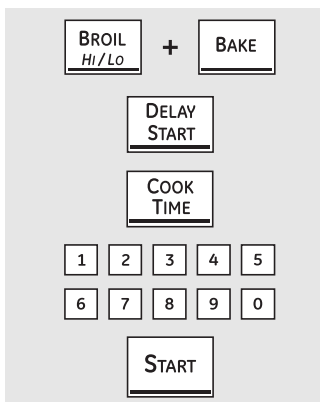 BROIL + BAKE
HI/LO
DELAY
START
COOK
TIME
1 2 3 4 5
6 7 8 9 0
START